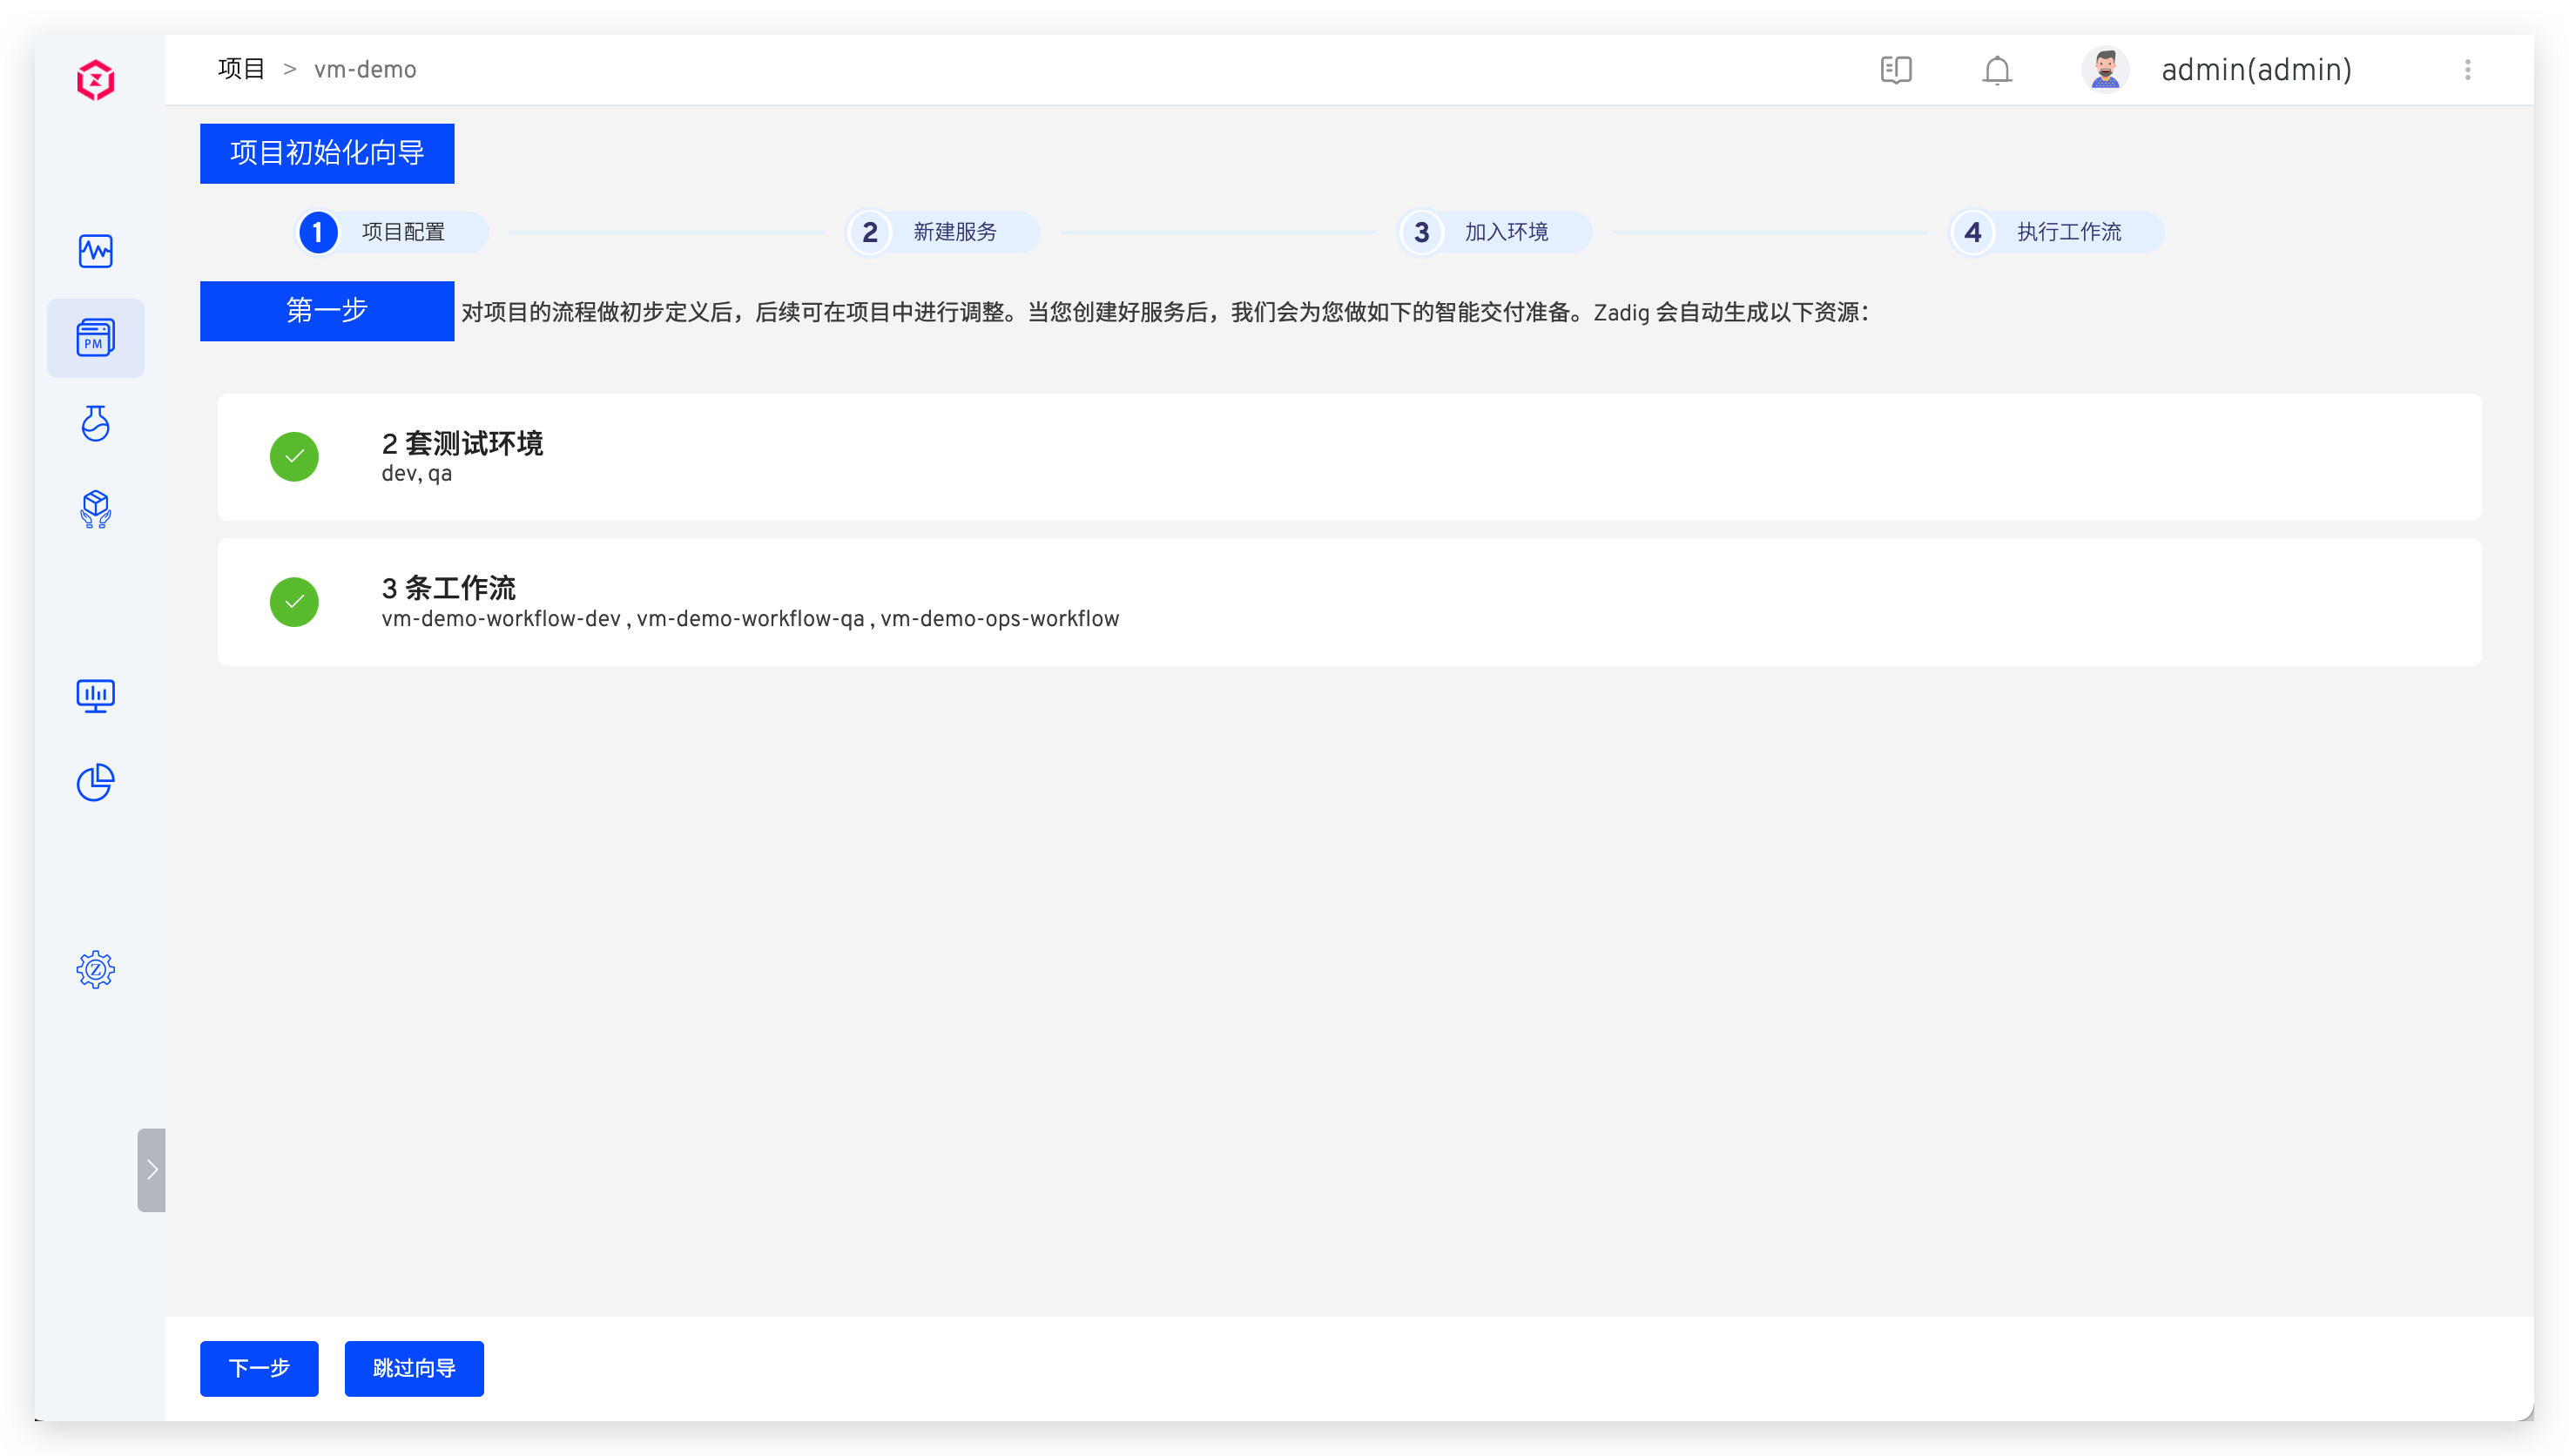 项目 > vm-demo
admin(admin)
项目初始化向导
1 项目配置
2 新建服务
3 加入环境
4 执行工作流
第一步
对项目的流程做初步定义后，后续可在项目中进行调整。当您创建好服务后，我们会为您做如下的智能交付准备。Zadig 会自动生成以下资源：
PM
2 套测试环境
dev, qa
3 条工作流
vm-demo-workflow-dev , vm-demo-workflow-qa , vm-demo-ops-workflow
Z
下一步
跳过向导